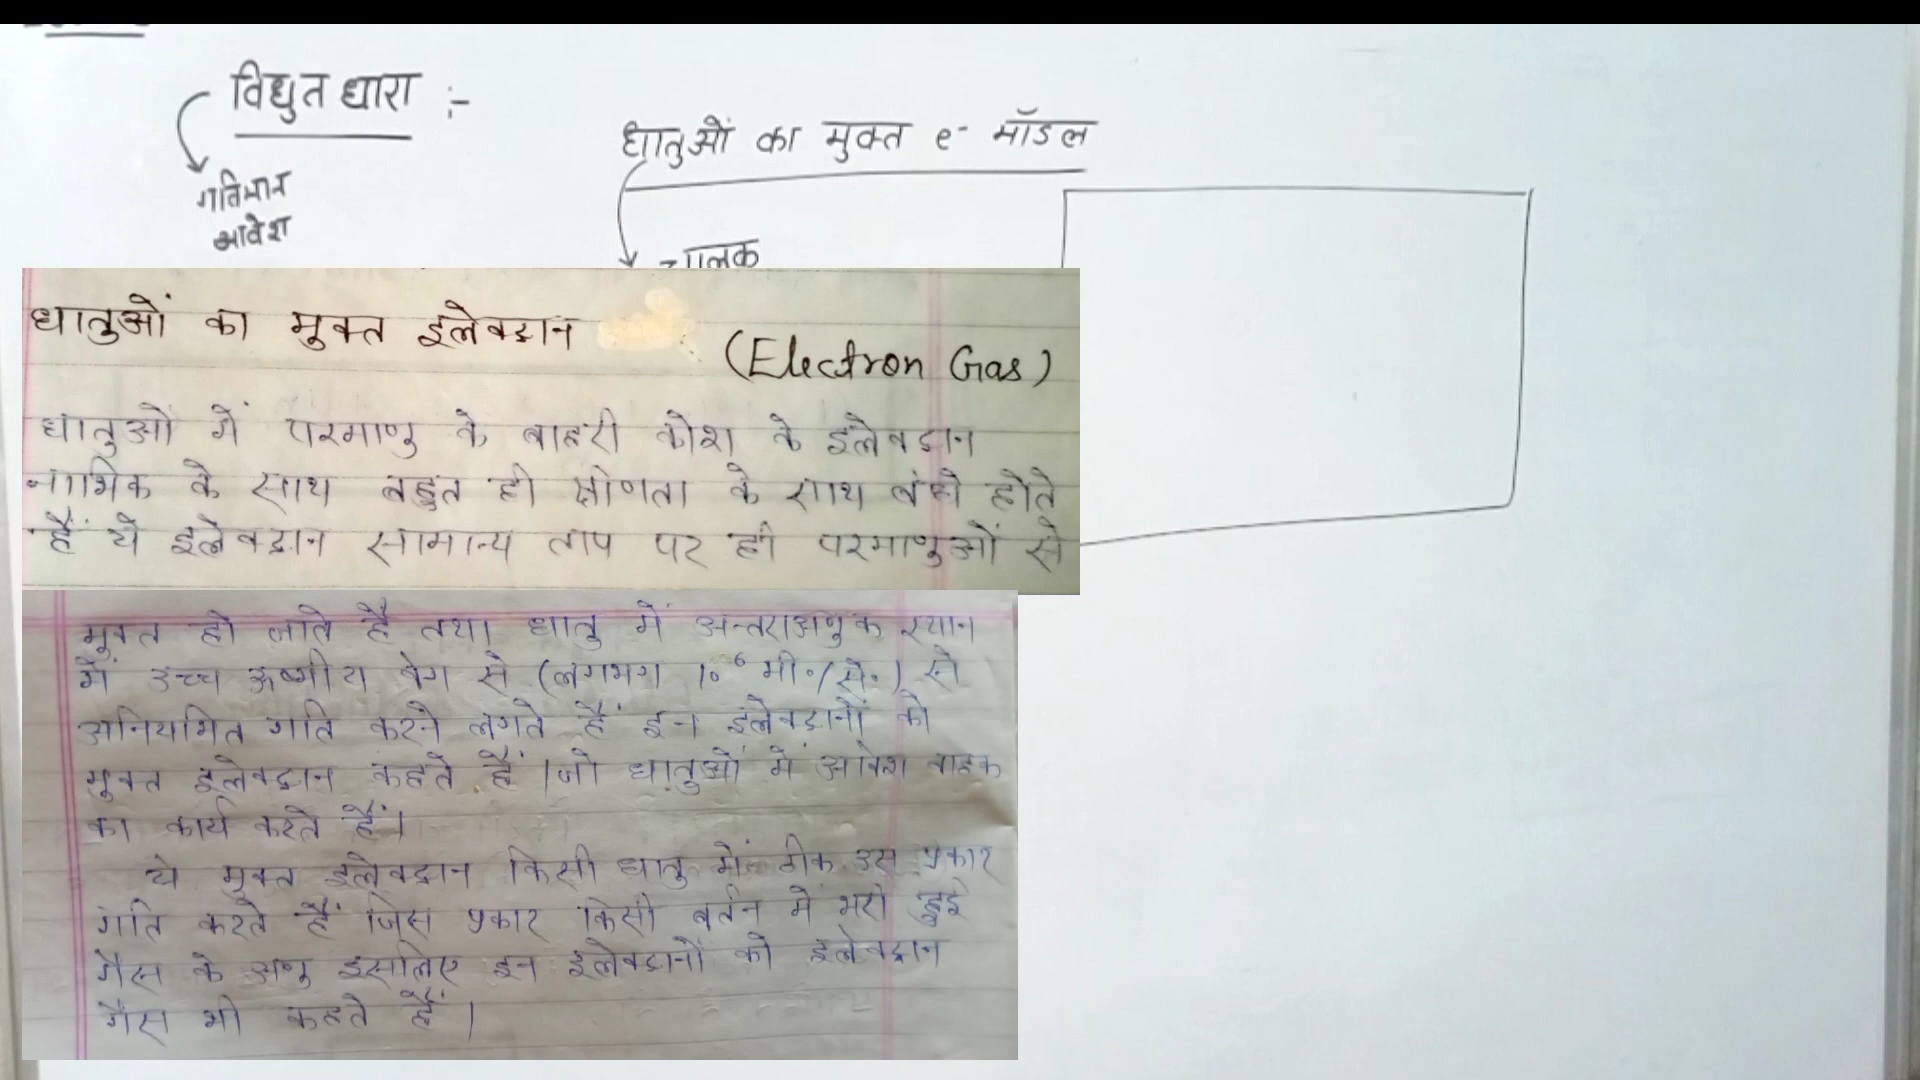 विद्युत धारा :-
गतिमान
आवेश
धातुओं का मुक्त e- मॉडल
चालक
धातुओं का मुक्त इलेक्ट्रान
(Electron Gas)
धातुओं में परमाणु के बाहरी कोश के इलेक्ट्रान
नाभिक के साथ बहुत ही क्षीणता के साथ बंधे होते
हैं ये इलेक्ट्रान सामान्य ताप पर ही परमाणुओं से
मुक्त हो जाते हैं तथा धातु में अन्तराअणुक स्थान
में उच्च ऊष्मीय वेग से (लगभग 10⁶ मी०/से०) से
अनियमित गति करने लगते हैं इन इलेक्ट्रानों को
मुक्त इलेक्ट्रान कहते हैं। जो धातुओं में आवेश वाहक
का कार्य करते हैं।
ये मुक्त इलेक्ट्रान किसी धातु में ठीक उस प्रकार
गति करते हैं जिस प्रकार किसी बर्तन में भरी हुई
गैस के अणु इसलिए इन इलेक्ट्रानों को इलेक्ट्रान
गैस भी कहते हैं।